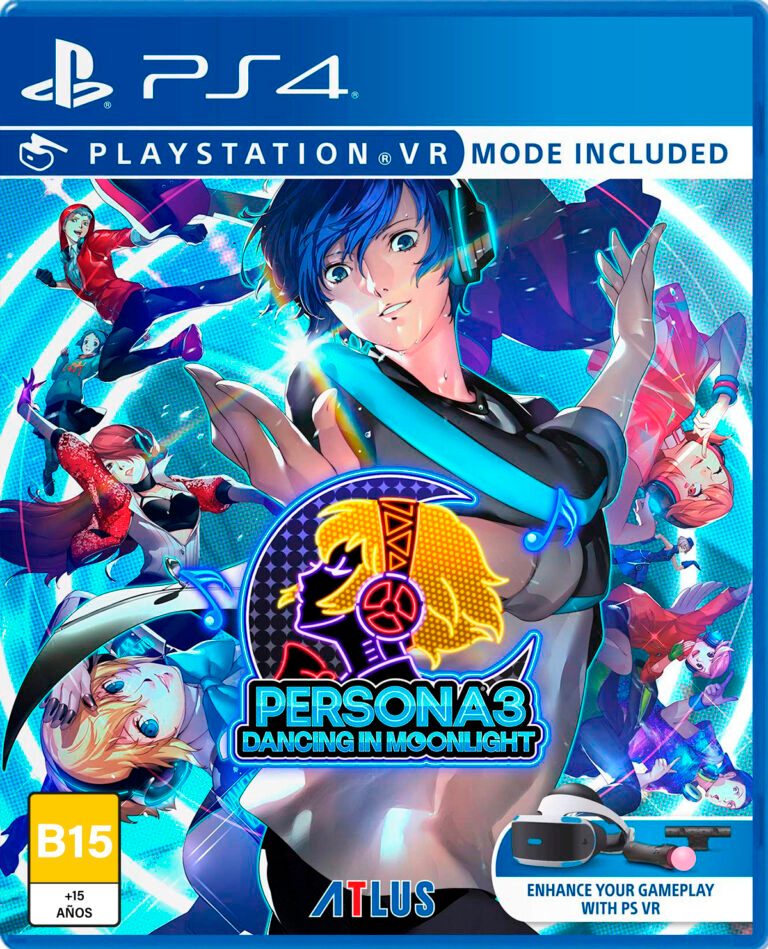 PS4®
PLAYSTATION®VR MODE INCLUDED
PERSONA3
DANCING IN MOONLIGHT
B15
+15
AÑOS
ATLUS
ENHANCE YOUR GAMEPLAY
WITH PS VR